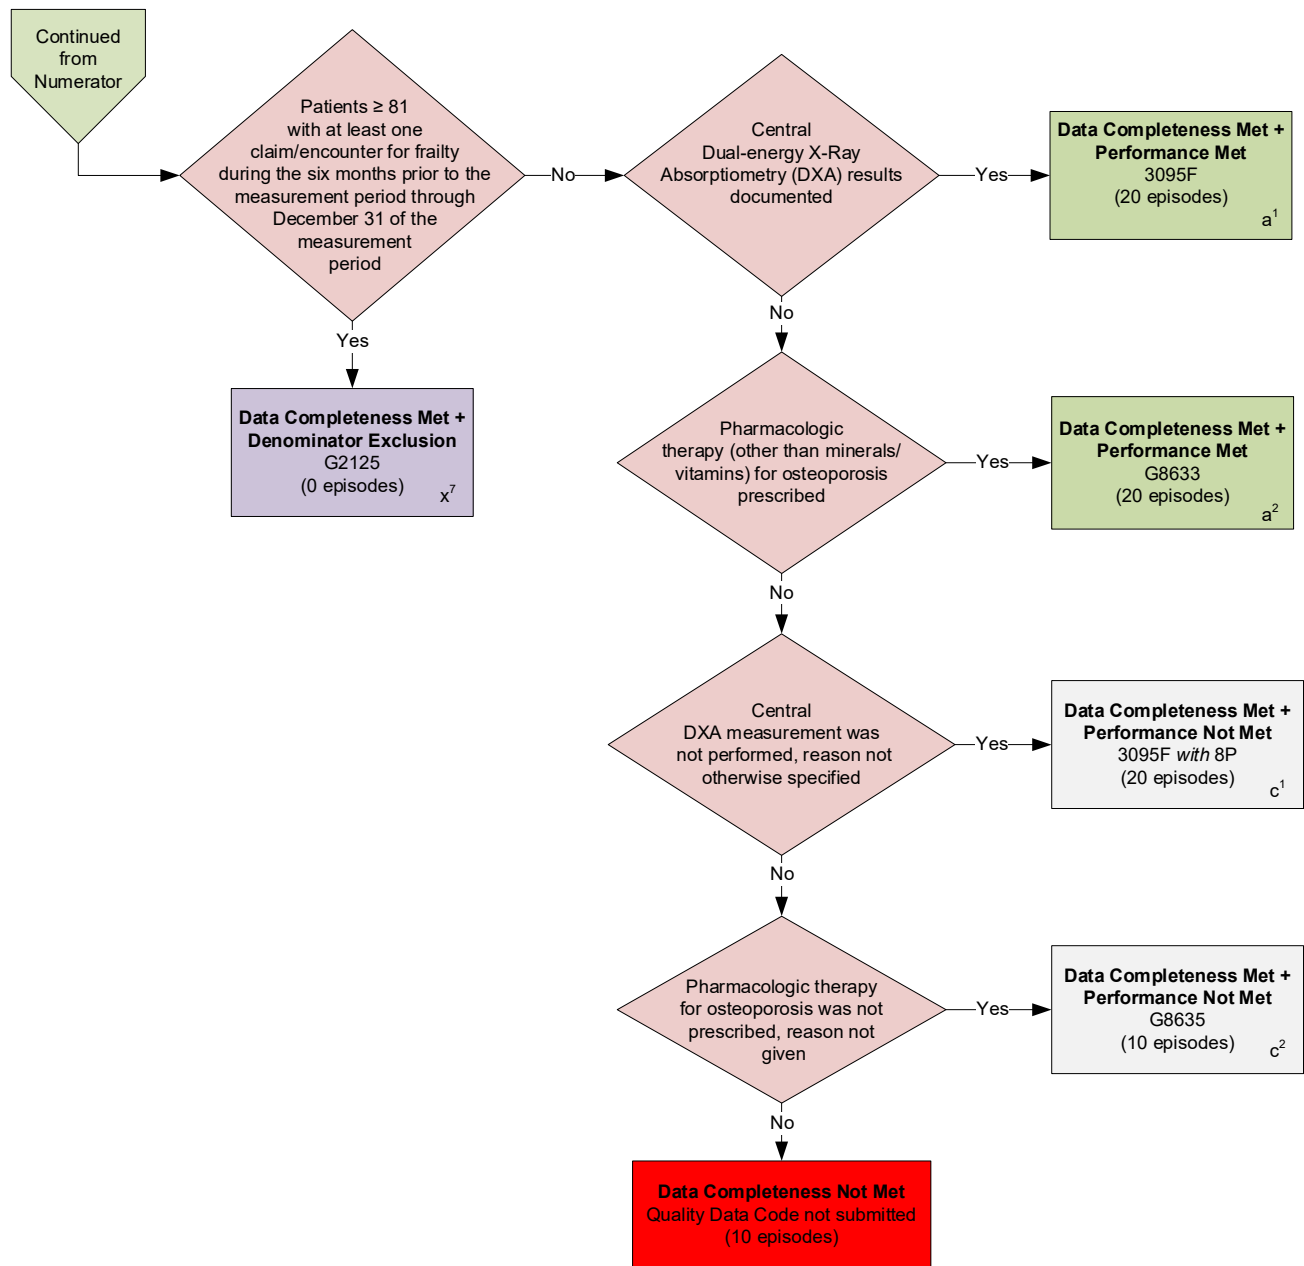 Continued
from
Numerator
Patients ≥ 81
with at least one
claim/encounter for frailty
during the six months prior to the
measurement period through
December 31 of the
measurement
period
No
Central
Dual-energy X-Ray
Absorptiometry (DXA) results
documented
Yes
Data Completeness Met +
Performance Met
3095F
(20 episodes)
a¹
Yes
No
Data Completeness Met +
Denominator Exclusion
G2125
(0 episodes)
x⁷
Pharmacologic
therapy (other than minerals/
vitamins) for osteoporosis
prescribed
Yes
Data Completeness Met +
Performance Met
G8633
(20 episodes)
a²
No
Central
DXA measurement was
not performed, reason not
otherwise specified
Yes
Data Completeness Met +
Performance Not Met
3095F with 8P
(20 episodes)
c¹
No
Pharmacologic therapy
for osteoporosis was not
prescribed, reason not
given
Yes
Data Completeness Met +
Performance Not Met
G8635
(10 episodes)
c²
No
Data Completeness Not Met
Quality Data Code not submitted
(10 episodes)